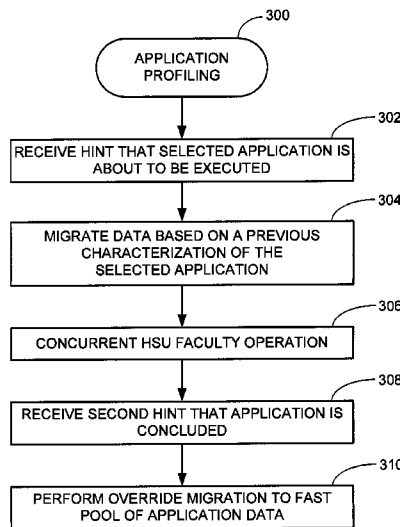 300
APPLICATION
PROFILING
302
RECEIVE HINT THAT SELECTED APPLICATION IS
ABOUT TO BE EXECUTED
304
MIGRATE DATA BASED ON A PREVIOUS
CHARACTERIZATION OF THE
SELECTED APPLICATION
306
CONCURRENT HSU FACULTY OPERATION
308
RECEIVE SECOND HINT THAT APPLICATION IS
CONCLUDED
310
PERFORM OVERRIDE MIGRATION TO FAST
POOL OF APPLICATION DATA